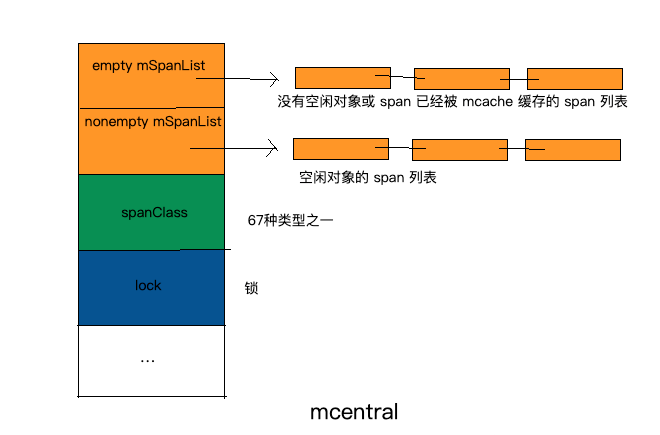 empty mSpanList
没有空闲对象或 span 已经被 mcache 缓存的 span 列表
nonempty mSpanList
空闲对象的 span 列表
spanClass
67种类型之一
lock
锁
...
mcentral